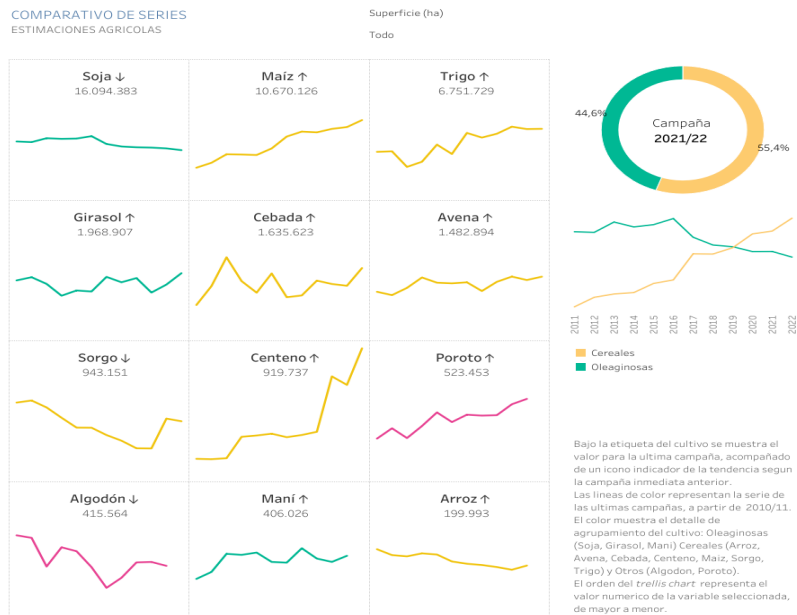 COMPARATIVO DE SERIES
ESTIMACIONES AGRICOLAS
Superficie (ha)
Todo
Soja ↓
16.094.383
Maíz ↑
10.670.126
Trigo ↑
6.751.729
Girasol ↑
1.968.907
Cebada ↑
1.635.623
Avena ↑
1.482.894
Sorgo ↓
943.151
Centeno ↑
919.737
Poroto ↑
523.453
Algodón ↓
415.564
Maní ↑
406.026
Arroz ↑
199.993
44,6%
Campaña
2021/22
55,4%
2011
2012
2013
2014
2015
2016
2017
2018
2019
2020
2021
2022
Cereales
Oleaginosas
Bajo la etiqueta del cultivo se muestra el
valor para la ultima campaña, acompañado
de un icono indicador de la tendencia segun
la campaña inmediata anterior.
Las lineas de color representan la serie de
las ultimas campañas, a partir de 2010/11.
El color muestra el detalle de
agrupamiento del cultivo: Oleaginosas
(Soja, Girasol, Mani) Cereales (Arroz,
Avena, Cebada, Centeno, Maiz, Sorgo,
Trigo) y Otros (Algodon, Poroto).
El orden del trellis chart representa el
valor numerico de la variable seleccionada,
de mayor a menor.